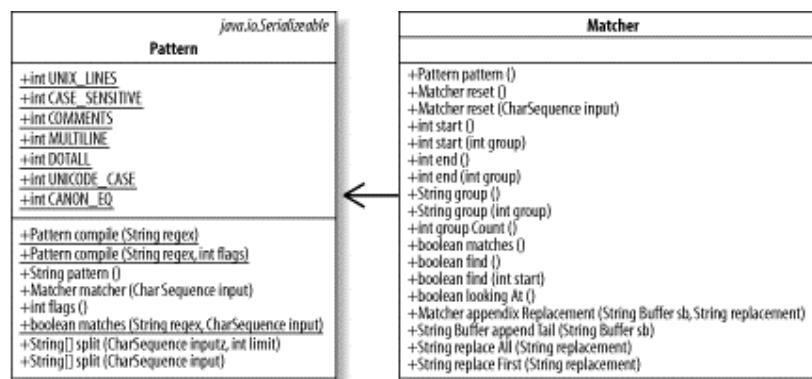 java.io.Serializeable
Pattern
+int UNIX_LINES
+int CASE_SENSITIVE
+int COMMENTS
+int MULTILINE
+int DOTALL
+int UNICODE_CASE
+int CANON_EQ
+Pattern compile (String regex)
+Pattern compile (String regex, int flags)
+String pattern ()
+Matcher matcher (Char Sequence input)
+int flags ()
+boolean matches (String regex, CharSequence input)
+String[] split (CharSequence inputz, int limit)
+String[] split (CharSequence input)
Matcher
+Pattern pattern ()
+Matcher reset ()
+Matcher reset (CharSequence input)
+int start ()
+int start (int group)
+int end ()
+int end (int group)
+String group ()
+String group (int group)
+int group Count ()
+boolean matches ()
+boolean find ()
+boolean find (int start)
+boolean looking At ()
+Matcher appendix Replacement (String Buffer sb, String replacement)
+String Buffer append Tail (String Buffer sb)
+String replace All (String replacement)
+String replace First (String replacement)